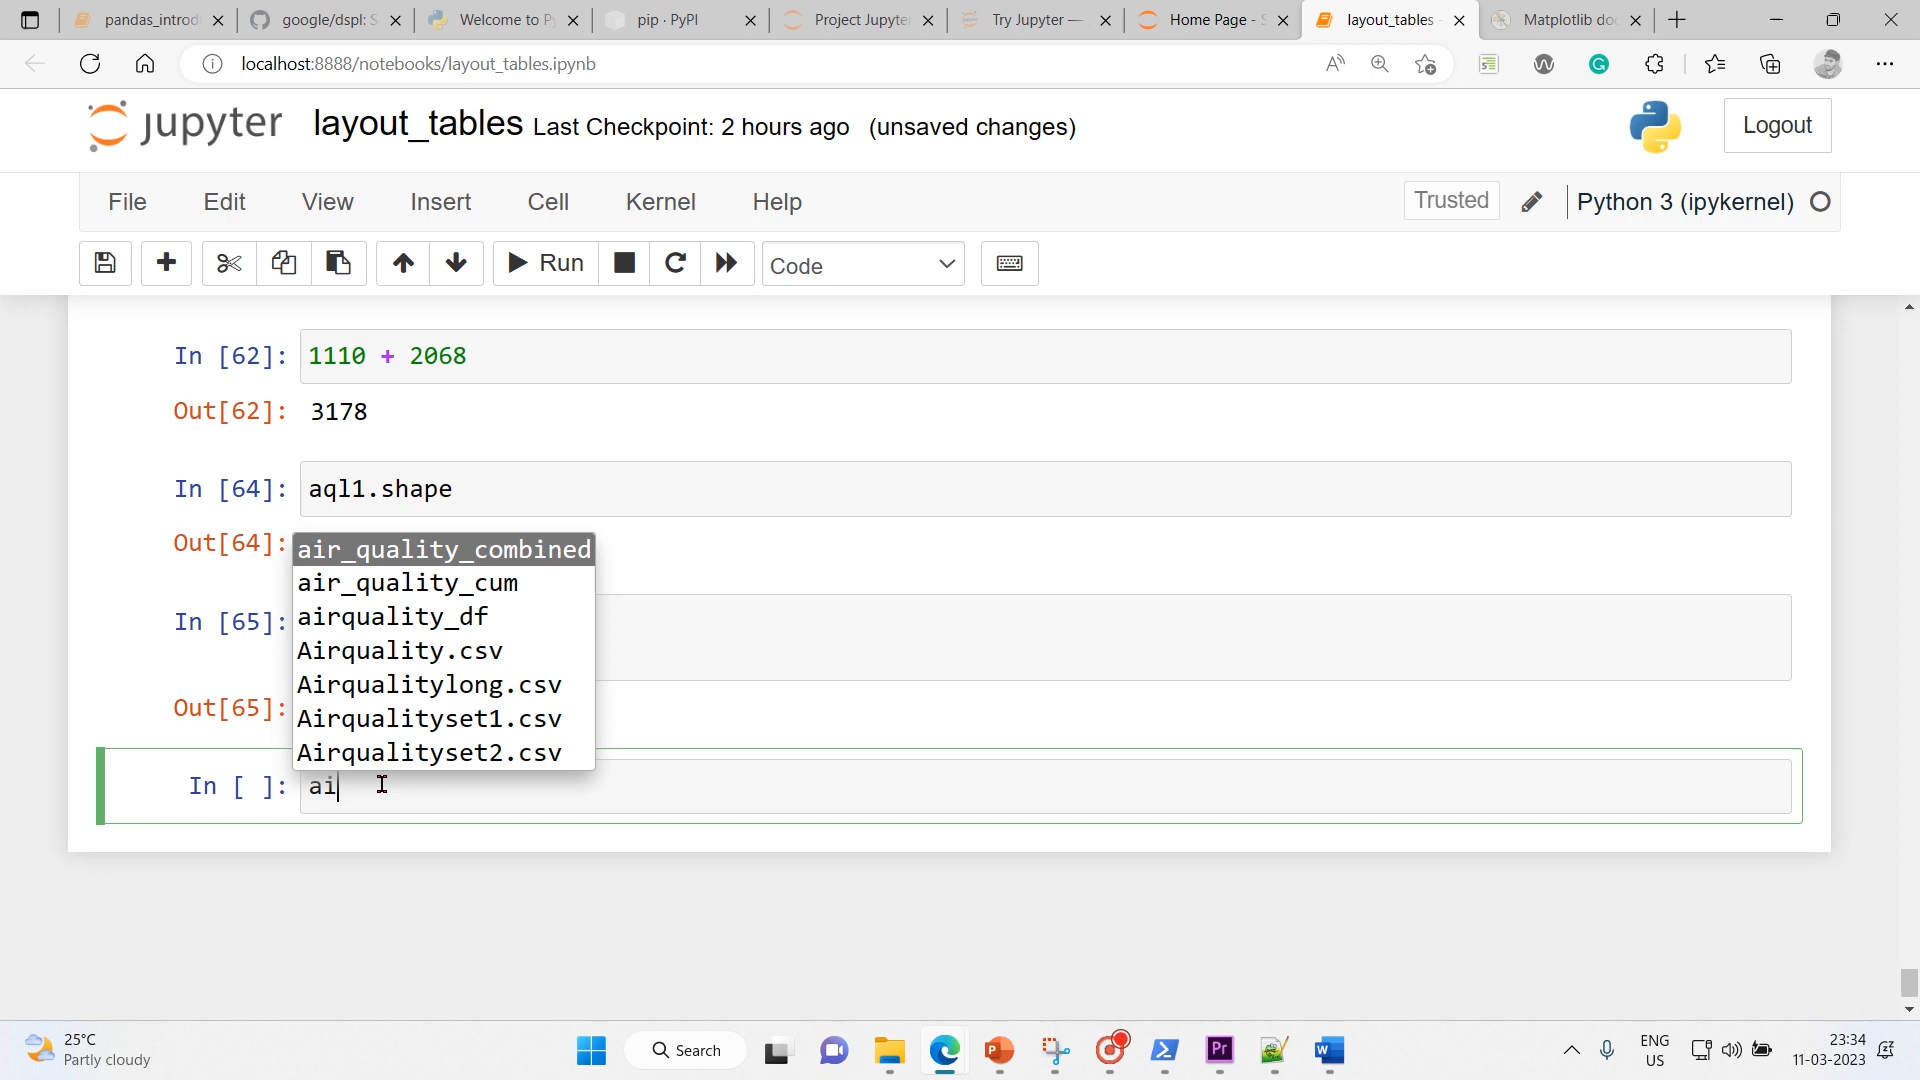 pandas_introd
google/dspl: S
Welcome to P
pip · PyPI
Project Jupyte
Try Jupyter —
Home Page - S
layout_tables -
Matplotlib doc
localhost:8888/notebooks/layout_tables.ipynb
jupyter layout_tables Last Checkpoint: 2 hours ago (unsaved changes)
Logout
File Edit View Insert Cell Kernel Help
Trusted Python 3 (ipykernel)
Run Code
In [62]: 1110 + 2068
Out[62]: 3178
In [64]: aql1.shape
Out[64]:
air_quality_combined
air_quality_cum
airquality_df
In [65]:
Airquality.csv
Airqualitylong.csv
Out[65]:
Airqualityset1.csv
Airqualityset2.csv
In [ ]: ai
25°C
Partly cloudy
Search
Pr
ENG
US
23:34
11-03-2023